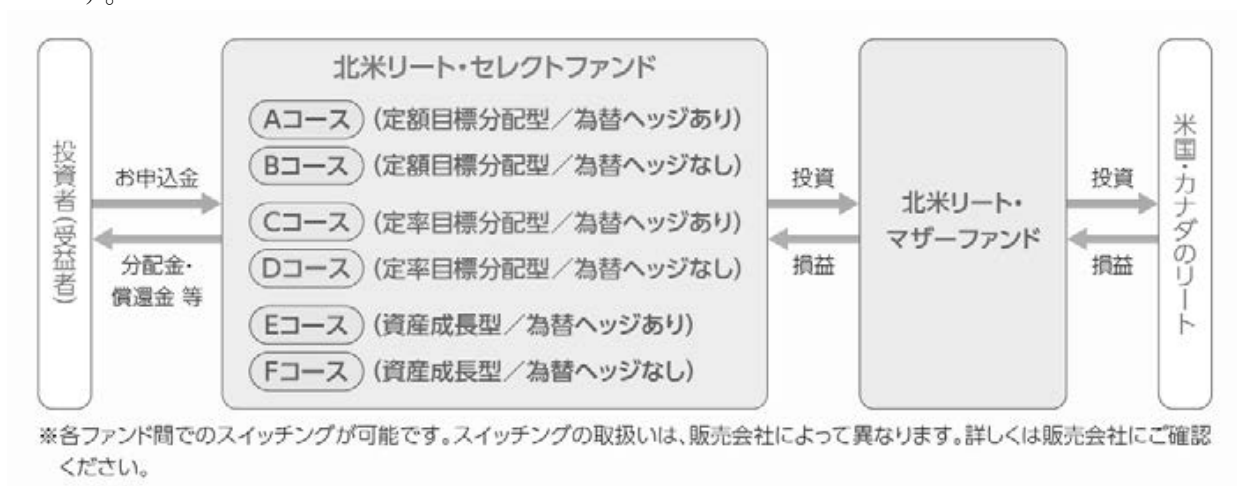 す。
投資者(受益者)
お申込金
分配金・
償還金 等
北米リート・セレクトファンド
Aコース (定額目標分配型／為替ヘッジあり)
Bコース (定額目標分配型／為替ヘッジなし)
Cコース (定率目標分配型／為替ヘッジあり)
Dコース (定率目標分配型／為替ヘッジなし)
Eコース (資産成長型／為替ヘッジあり)
Fコース (資産成長型／為替ヘッジなし)
投資
損益
北米リート・
マザーファンド
投資
損益
米国・カナダのリート
※各ファンド間でのスイッチングが可能です。スイッチングの取扱いは、販売会社によって異なります。詳しくは販売会社にご確認
ください。